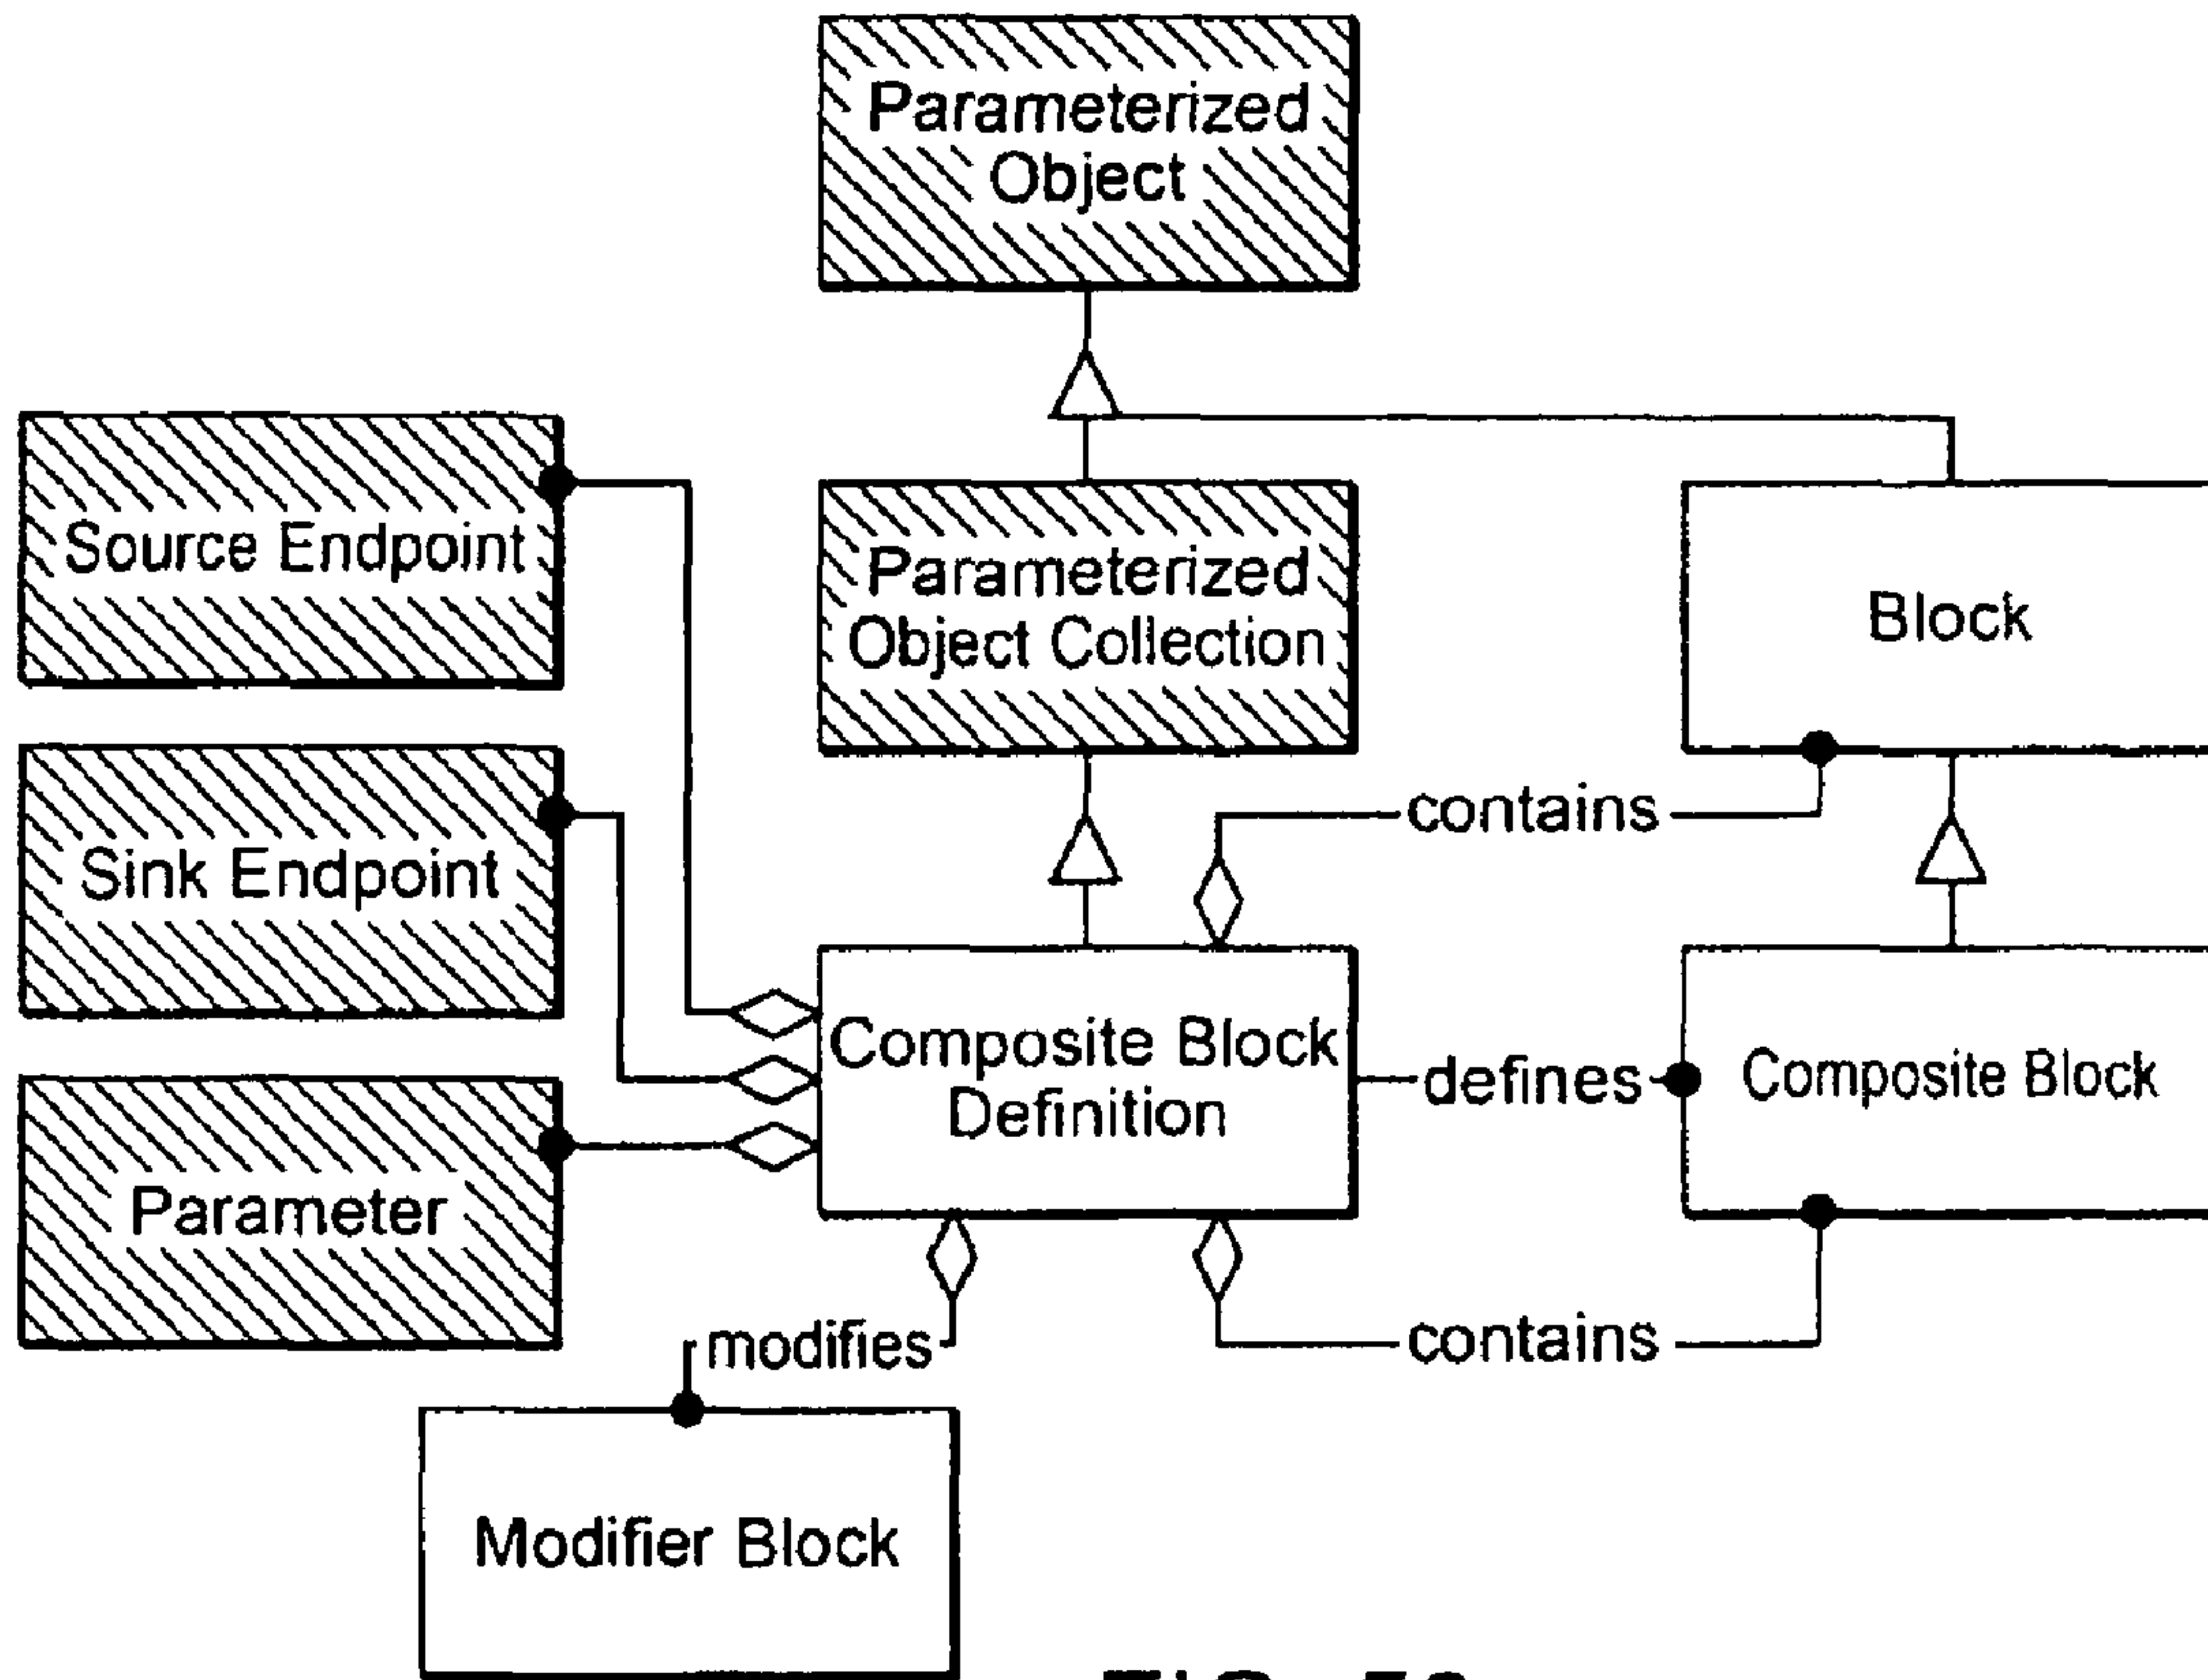 Parameterized
Object
Source Endpoint
Parameterized
Object Collection
Block
contains
Sink Endpoint
Composite Block
Definition
defines
Composite Block
Parameter
modifies
contains
Modifier Block